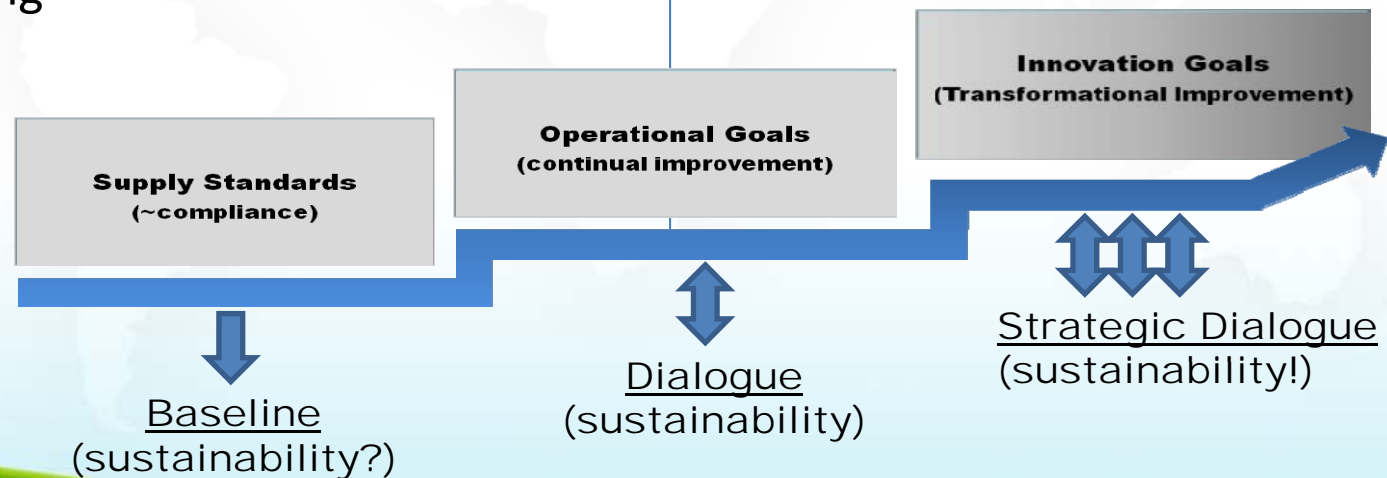 Supply Standards
(~compliance)
Operational Goals
(continual improvement)
Innovation Goals
(Transformational Improvement)
Baseline
(sustainability?)
Dialogue
(sustainability)
Strategic Dialogue
(sustainability!)